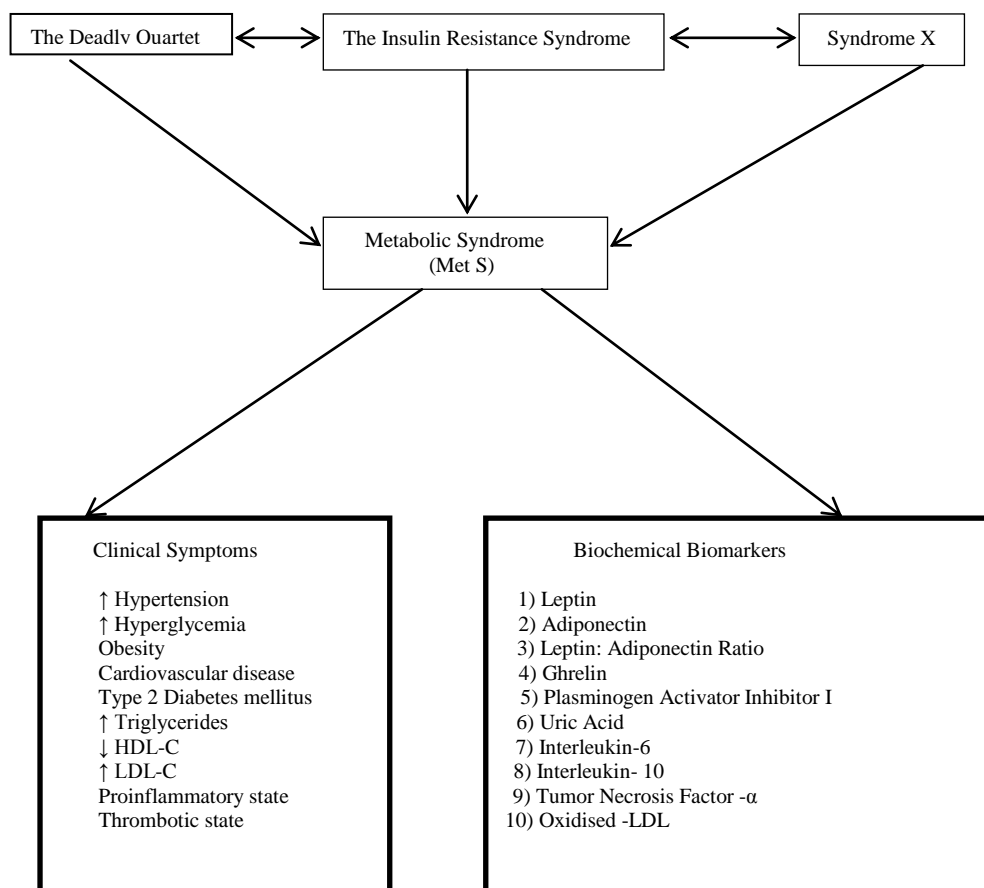 The Deadly Quartet
The Insulin Resistance Syndrome
Syndrome X
Metabolic Syndrome
(Met S)
Clinical Symptoms
↑ Hypertension
↑ Hyperglycemia
Obesity
Cardiovascular disease
Type 2 Diabetes mellitus
↑ Triglycerides
↓ HDL-C
↑ LDL-C
Proinflammatory state
Thrombotic state
Biochemical Biomarkers
1) Leptin
2) Adiponectin
3) Leptin: Adiponectin Ratio
4) Ghrelin
5) Plasminogen Activator Inhibitor I
6) Uric Acid
7) Interleukin-6
8) Interleukin- 10
9) Tumor Necrosis Factor -α
10) Oxidised -LDL